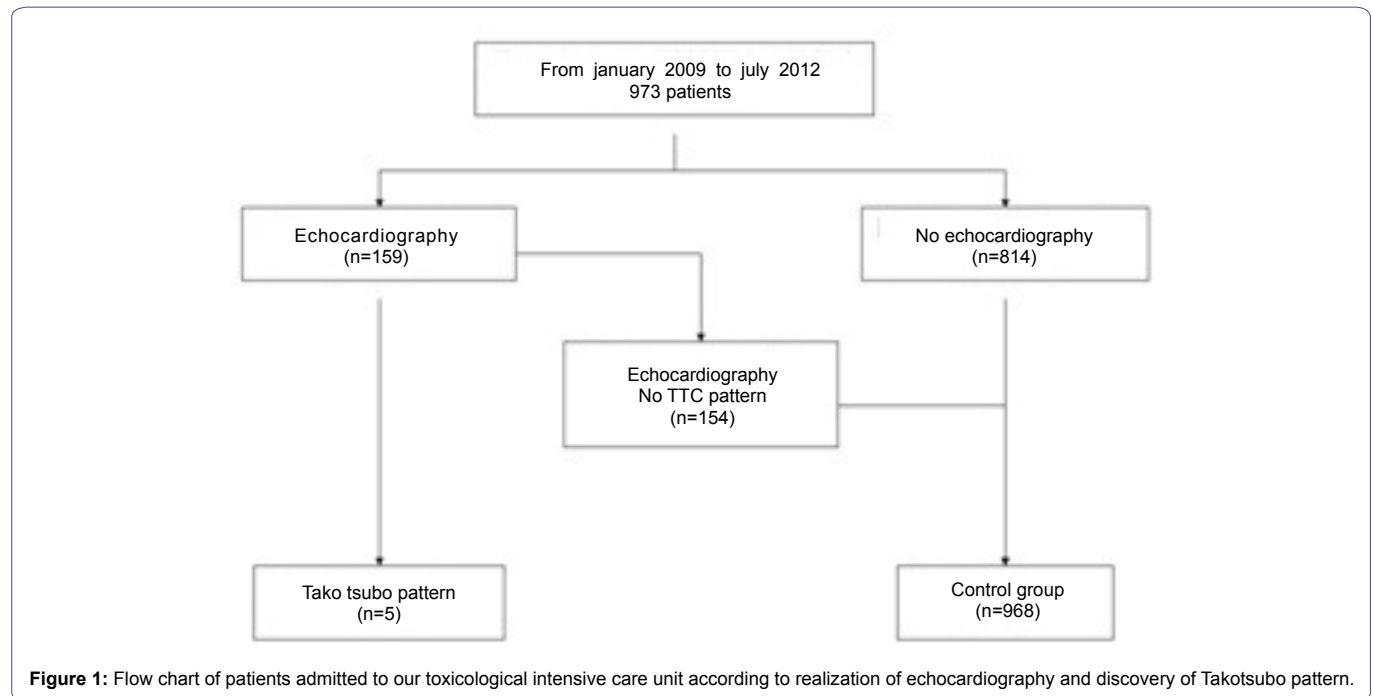 From january 2009 to july 2012
973 patients
Echocardiography
(n=159)
No echocardiography
(n=814)
Echocardiography
No TTC pattern
(n=154)
Tako tsubo pattern
(n=5)
Control group
(n=968)
Figure 1: Flow chart of patients admitted to our toxicological intensive care unit according to realization of echocardiography and discovery of Takotsubo pattern.